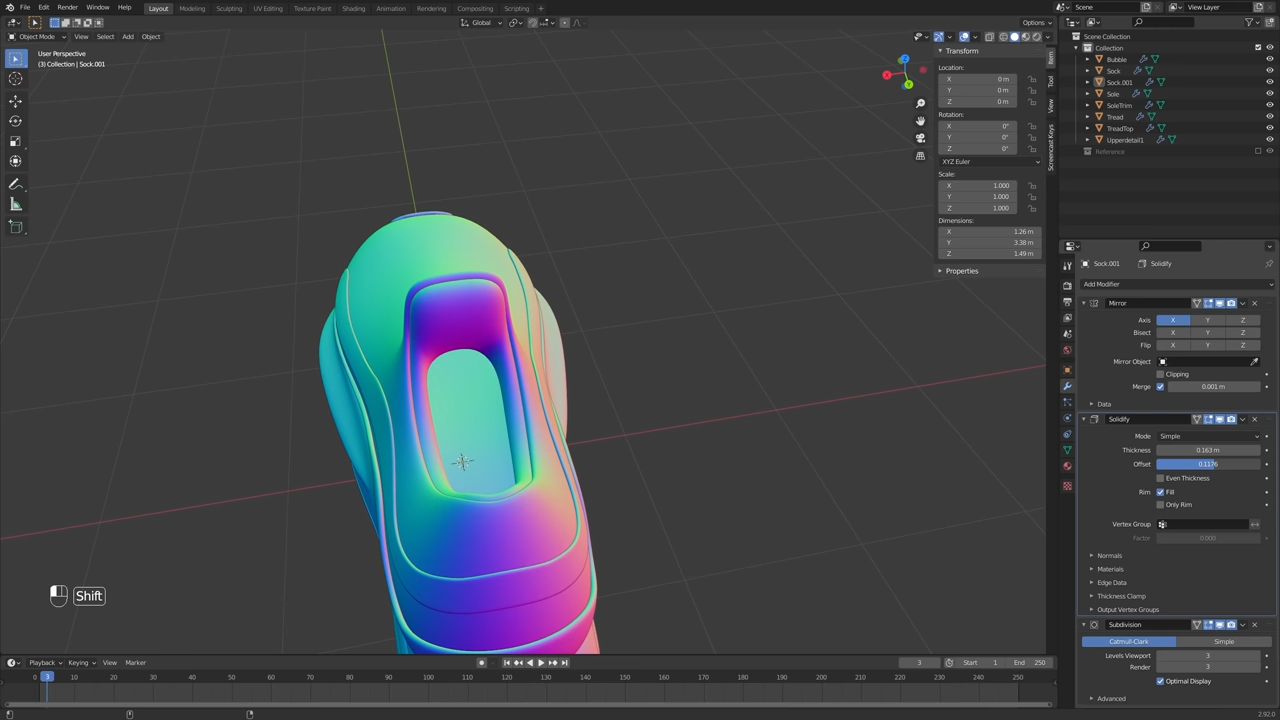 File Edit Render Window Help Layout Modeling Sculpting UV Editing Texture Paint Shading Animation Rendering Compositing Scripting + Scene View Layer
Global Options
Object Mode View Select Add Object
User Perspective
(3) Collection | Sock.001
X
Y
Z
Transform
Location:
X 0 m
Y 0 m
Z 0 m
Rotation:
X 0°
Y 0°
Z 0°
XYZ Euler
Scale:
X 1.000
Y 1.000
Z 1.000
Dimensions:
X 1.26 m
Y 3.38 m
Z 1.49 m
Properties
Item
Tool
View
Screencast Keys
Scene Collection
Collection
Bubble
Sock
Sock.001
Sole
SoleTrim
Tread
TreadTop
Upperdetail1
Reference
Sock.001 Solidify
Add Modifier
Mirror
Axis X Y Z
Bisect X Y Z
Flip X Y Z
Mirror Object
Clipping
Merge 0.001 m
Data
Solidify
Mode Simple
Thickness 0.163 m
Offset 0.1176
Even Thickness
Rim Fill
Only Rim
Vertex Group
Factor 0.000
Normals
Materials
Edge Data
Thickness Clamp
Output Vertex Groups
Subdivision
Catmull-Clark Simple
Levels Viewport 3
Render 3
Optimal Display
Advanced
Shift
Playback Keying View Marker 3 Start 1 End 250
0 3 10 20 30 40 50 60 70 80 90 100 110 120 130 140 150 160 170 180 190 200 210 220 230 240 250
2.92.0